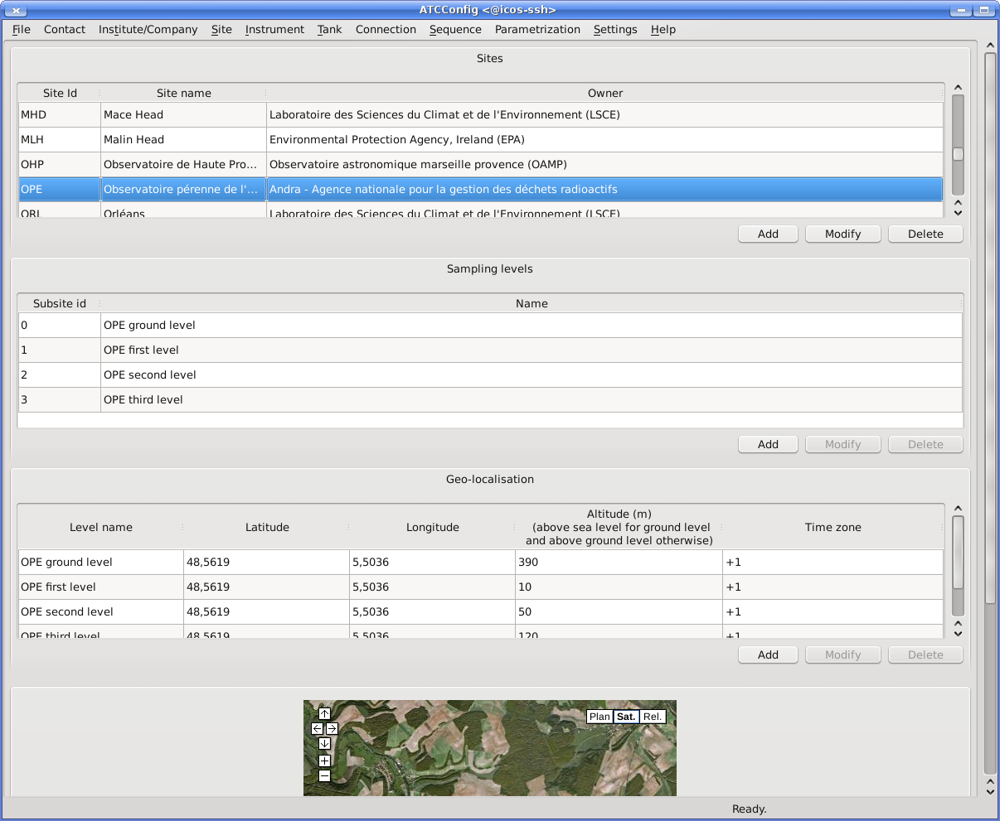 ATCConfig <@icos-ssh>
File Contact Institute/Company Site Instrument Tank Connection Sequence Parametrization Settings Help
Sites
Site Id Site name Owner
MHD Mace Head Laboratoire des Sciences du Climat et de l'Environnement (LSCE)
MLH Malin Head Environmental Protection Agency, Ireland (EPA)
OHP Observatoire de Haute Pro... Observatoire astronomique marseille provence (OAMP)
OPE Observatoire pérenne de l'... Andra - Agence nationale pour la gestion des déchets radioactifs
ORL Orléans Laboratoire des Sciences du Climat et de l'Environnement (LSCE)
Add Modify Delete
Sampling levels
Subsite id Name
0 OPE ground level
1 OPE first level
2 OPE second level
3 OPE third level
Add Modify Delete
Geo-localisation
Level name Latitude Longitude Altitude (m) Time zone
(above sea level for ground level
and above ground level otherwise)
OPE ground level 48,5619 5,5036 390 +1
OPE first level 48,5619 5,5036 10 +1
OPE second level 48,5619 5,5036 50 +1
OPE third level 48,5619 5,5036 120 +1
Add Modify Delete
Plan Sat. Rel.
Ready.